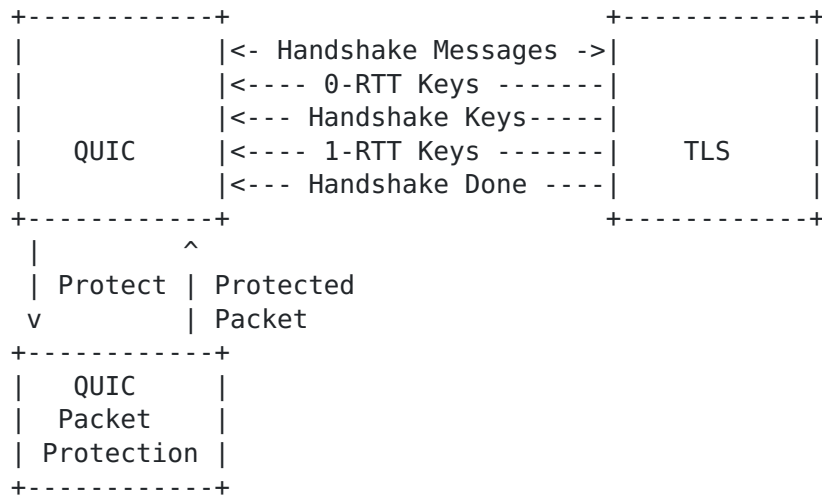 +------------+                        +------------+
|            |<- Handshake Messages ->|            |
|            |<---- 0-RTT Keys -------|            |
|            |<--- Handshake Keys-----|            |
|   QUIC     |<---- 1-RTT Keys -------|    TLS     |
|            |<--- Handshake Done ----|            |
+------------+                        +------------+
 |         ^
 | Protect | Protected
 v         | Packet
+------------+
|   QUIC     |
|  Packet    |
| Protection |
+------------+